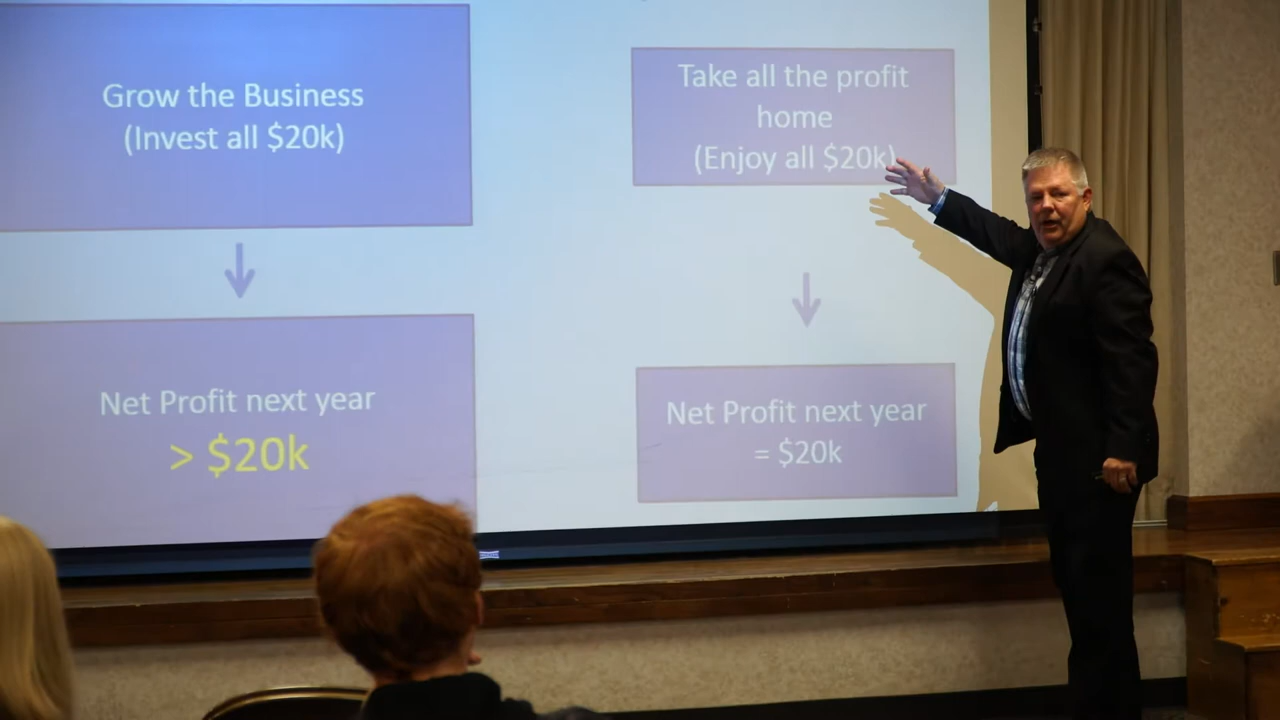 Grow the Business
(Invest all $20k)
Net Profit next year
> $20k
Take all the profit
home
(Enjoy all $20k)
Net Profit next year
= $20k